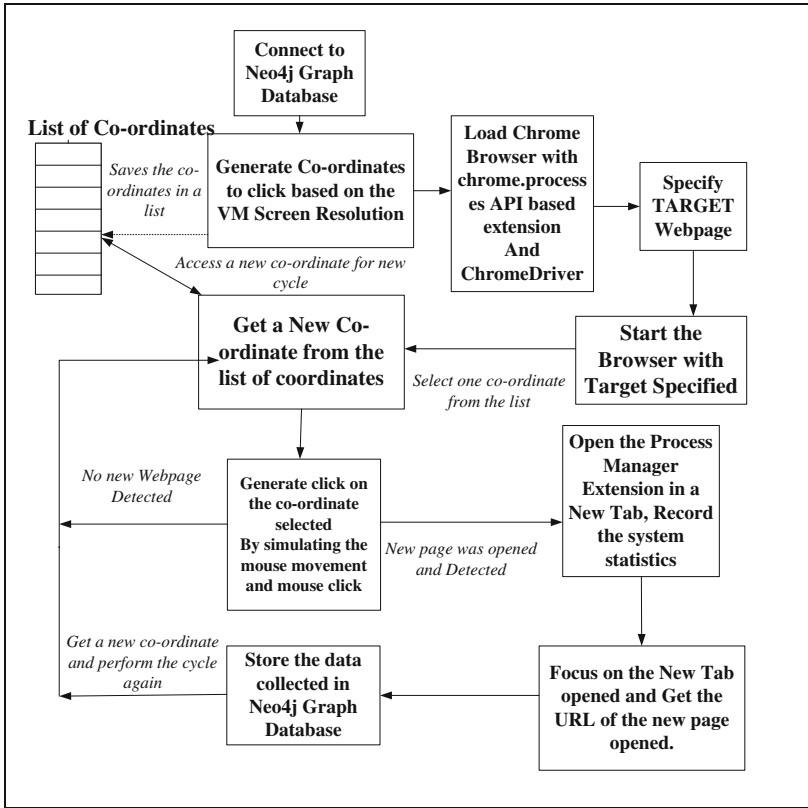 Connect to
Neo4j Graph
Database
List of Co-ordinates
Saves the co-
ordinates in a
list
Generate Co-ordinates
to click based on the
VM Screen Resolution
Load Chrome
Browser with
chrome.process
es API based
extension
And
ChromeDriver
Specify
TARGET
Webpage
Access a new co-ordinate for new
cycle
Get a New Co-
ordinate from the
list of coordinates
Start the
Browser with
Target Specified
Select one co-ordinate
from the list
No new Webpage
Detected
Generate click on
the co-ordinate
selected
By simulating the
mouse movement
and mouse click
New page was opened
and Detected
Open the Process
Manager
Extension in a
New Tab, Record
the system
statistics
Get a new co-ordinate
and perform the cycle
again
Store the data
collected in
Neo4j Graph
Database
Focus on the New Tab
opened and Get the
URL of the new page
opened.